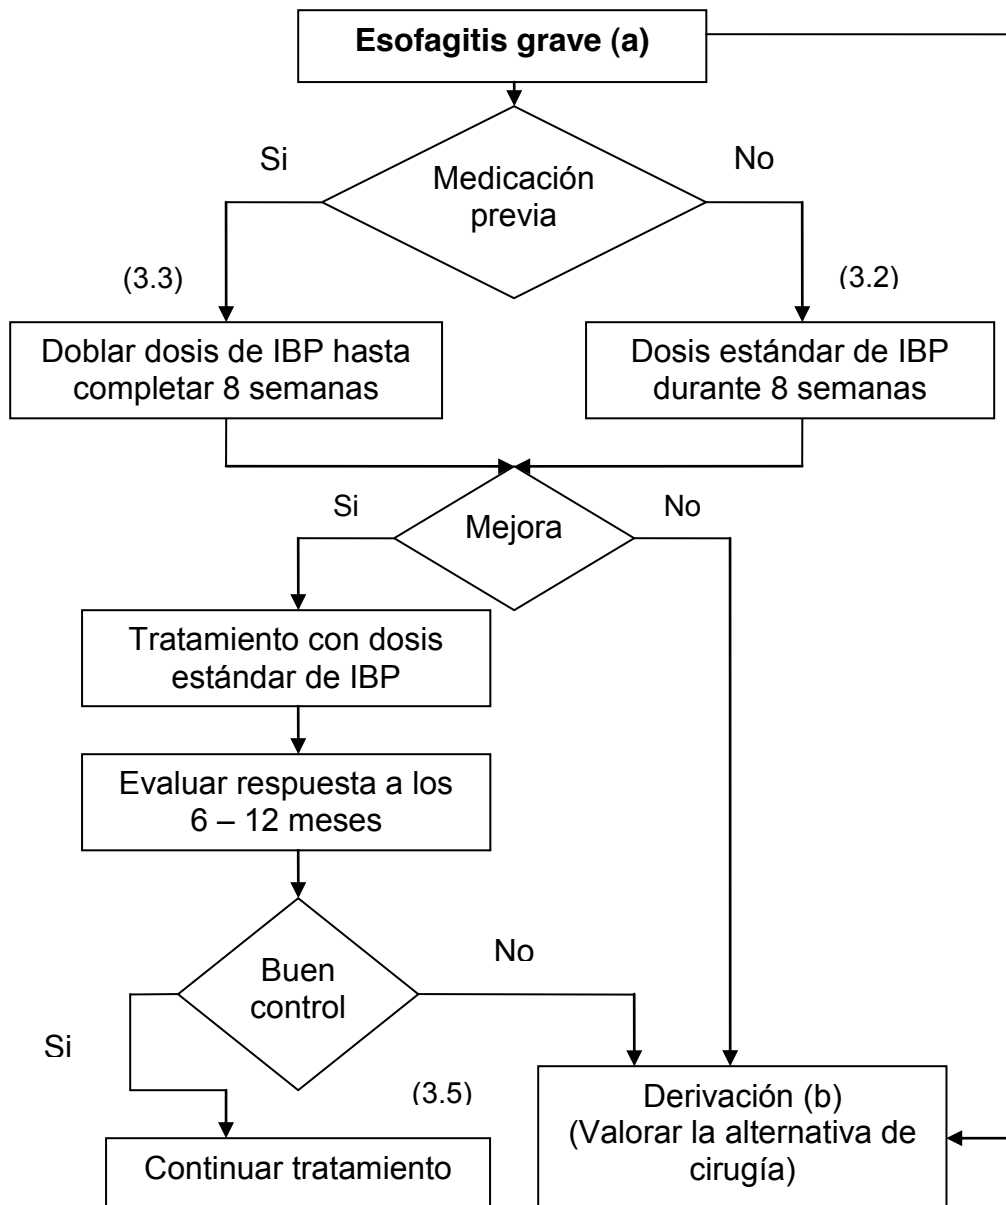 Esofagitis grave (a)
Si
No
Medicación
previa
(3.3)
(3.2)
Doblar dosis de IBP hasta
completar 8 semanas
Dosis estándar de IBP
durante 8 semanas
Si
No
Mejora
Tratamiento con dosis
estándar de IBP
Evaluar respuesta a los
6 – 12 meses
No
Buen
control
Si
(3.5)
Derivación (b)
(Valorar la alternativa de
cirugía)
Continuar tratamiento